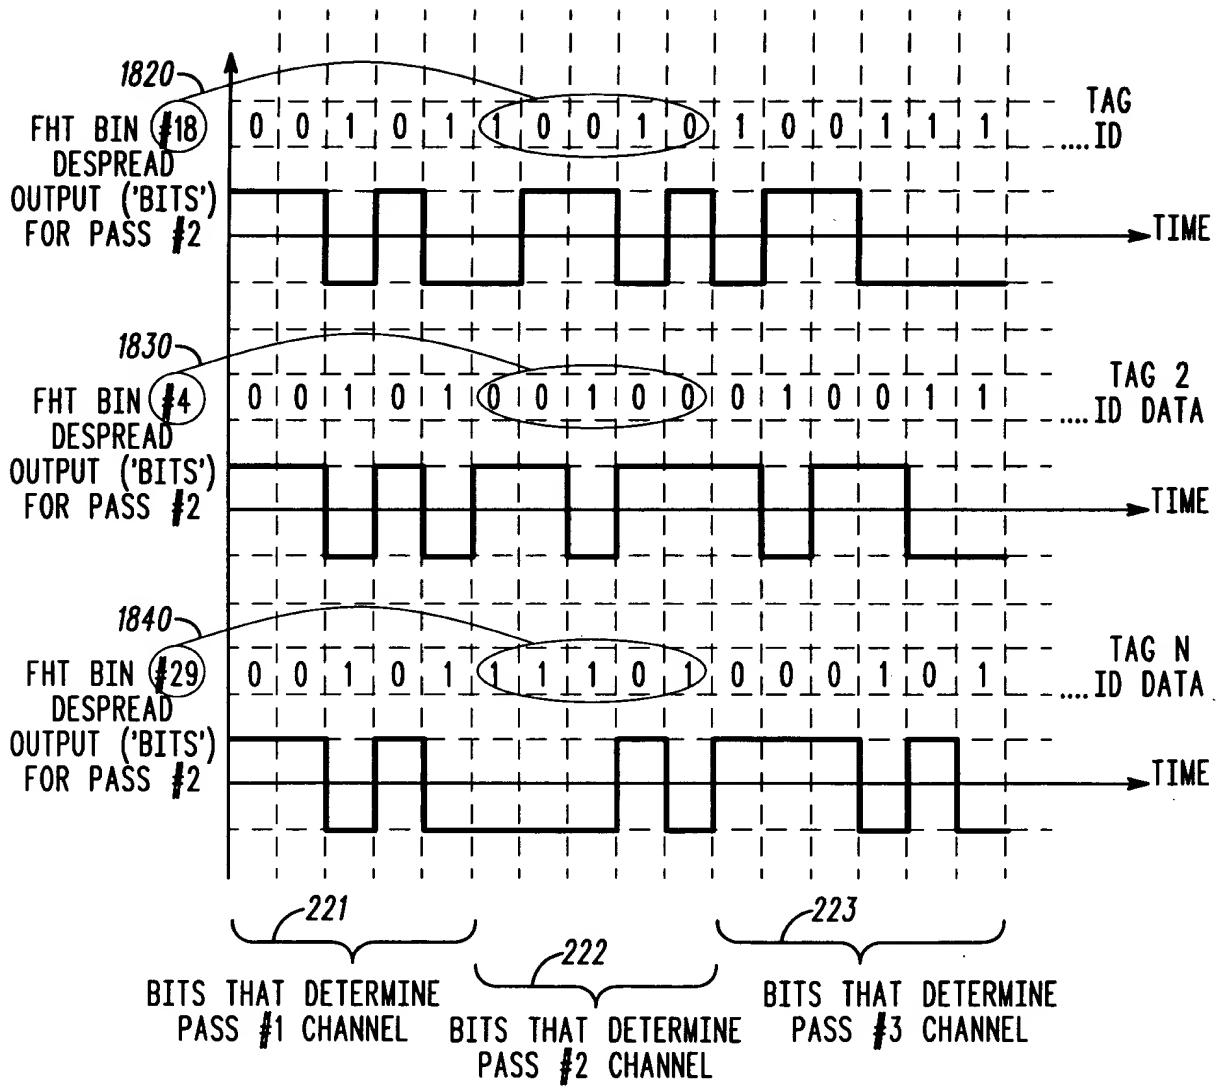 1820
FHT BIN #18 0 0 1 0 1 1 0 0 1 0 1 0 0 1 1 1 .... TAG ID
DESPREAD
OUTPUT ('BITS')
FOR PASS #2
TIME
1830
FHT BIN #4 0 0 1 0 1 0 0 1 0 0 0 1 0 0 1 1 .... TAG 2 ID DATA
DESPREAD
OUTPUT ('BITS')
FOR PASS #2
TIME
1840
FHT BIN #29 0 0 1 0 1 1 1 1 0 1 0 0 0 1 0 1 .... TAG N ID DATA
DESPREAD
OUTPUT ('BITS')
FOR PASS #2
TIME
221
BITS THAT DETERMINE
PASS #1 CHANNEL
222
BITS THAT DETERMINE
PASS #2 CHANNEL
223
BITS THAT DETERMINE
PASS #3 CHANNEL